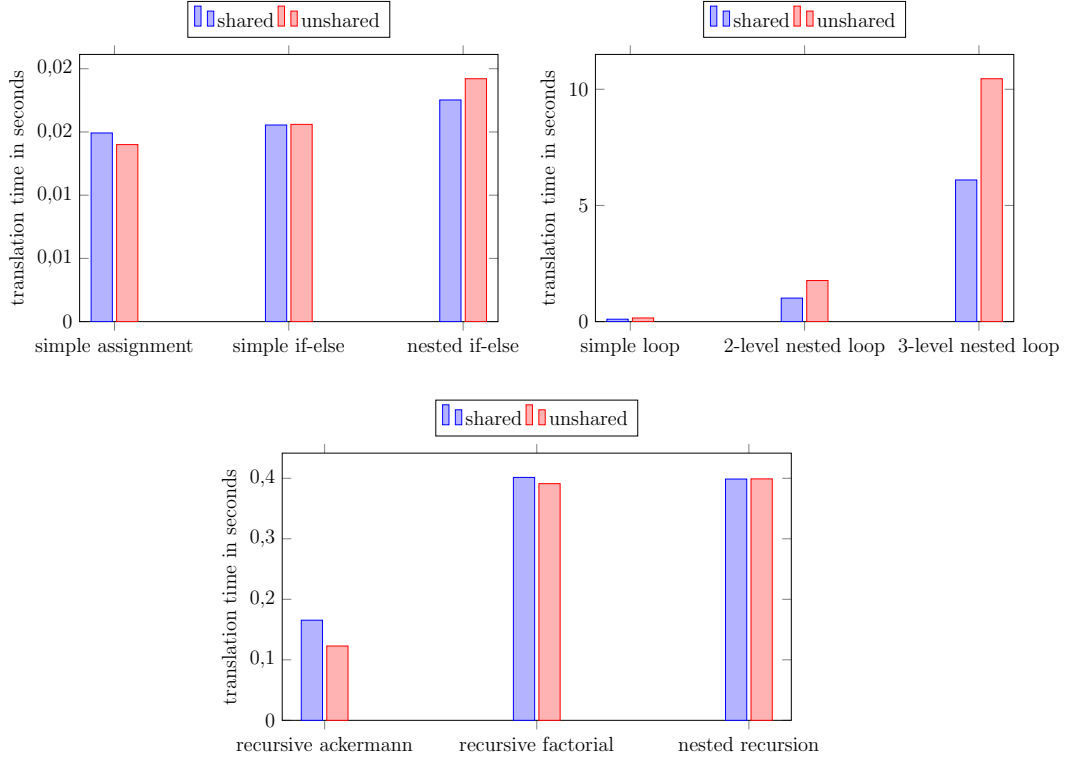 shared unshared
translation time in seconds
0,02
0,02
0,01
0,01
0
simple assignment simple if-else nested if-else
shared unshared
translation time in seconds
10
5
0
simple loop 2-level nested loop 3-level nested loop
shared unshared
translation time in seconds
0,4
0,3
0,2
0,1
0
recursive ackermann recursive factorial nested recursion